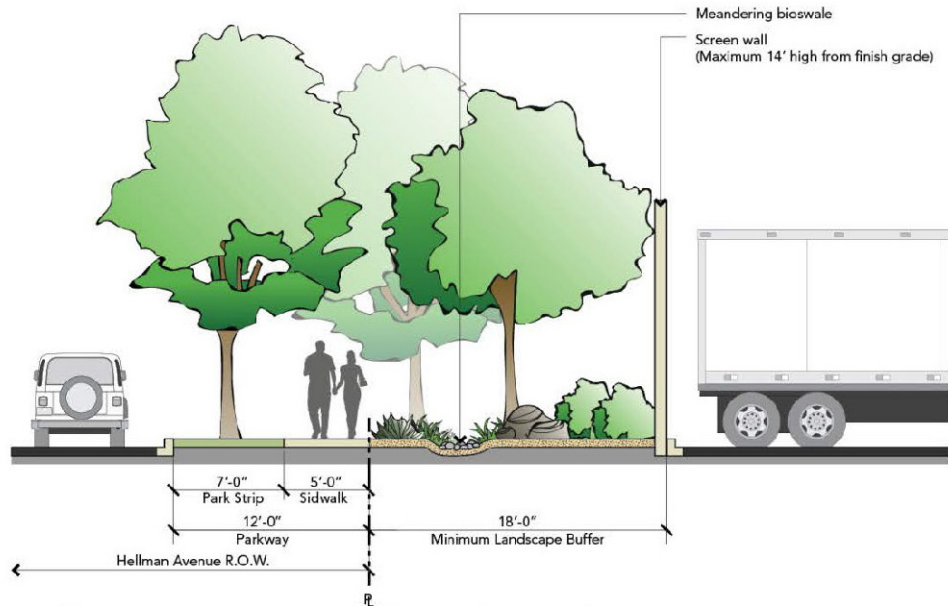 Meandering bioswale
Screen wall
(Maximum 14' high from finish grade)
7'-0"
5'-0"
Park Strip
Sidwalk
12'-0"
18'-0"
Parkway
Minimum Landscape Buffer
Hellman Avenue R.O.W.
PL